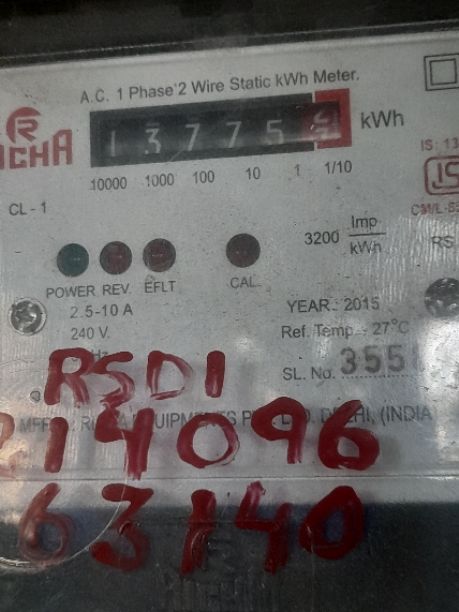 A.C. 1 Phase 2 Wire Static kWh Meter.
1 3 7 7 5 kWh
10000 1000 100 10 1 1/10
CL - 1
3200 Imp/kWh
POWER REV. EFLT CAL.
2.5-10 A
240 V.
YEAR: 2015
Ref. Temp. 27°C
SL. No. 355
RSD1
214096
63140